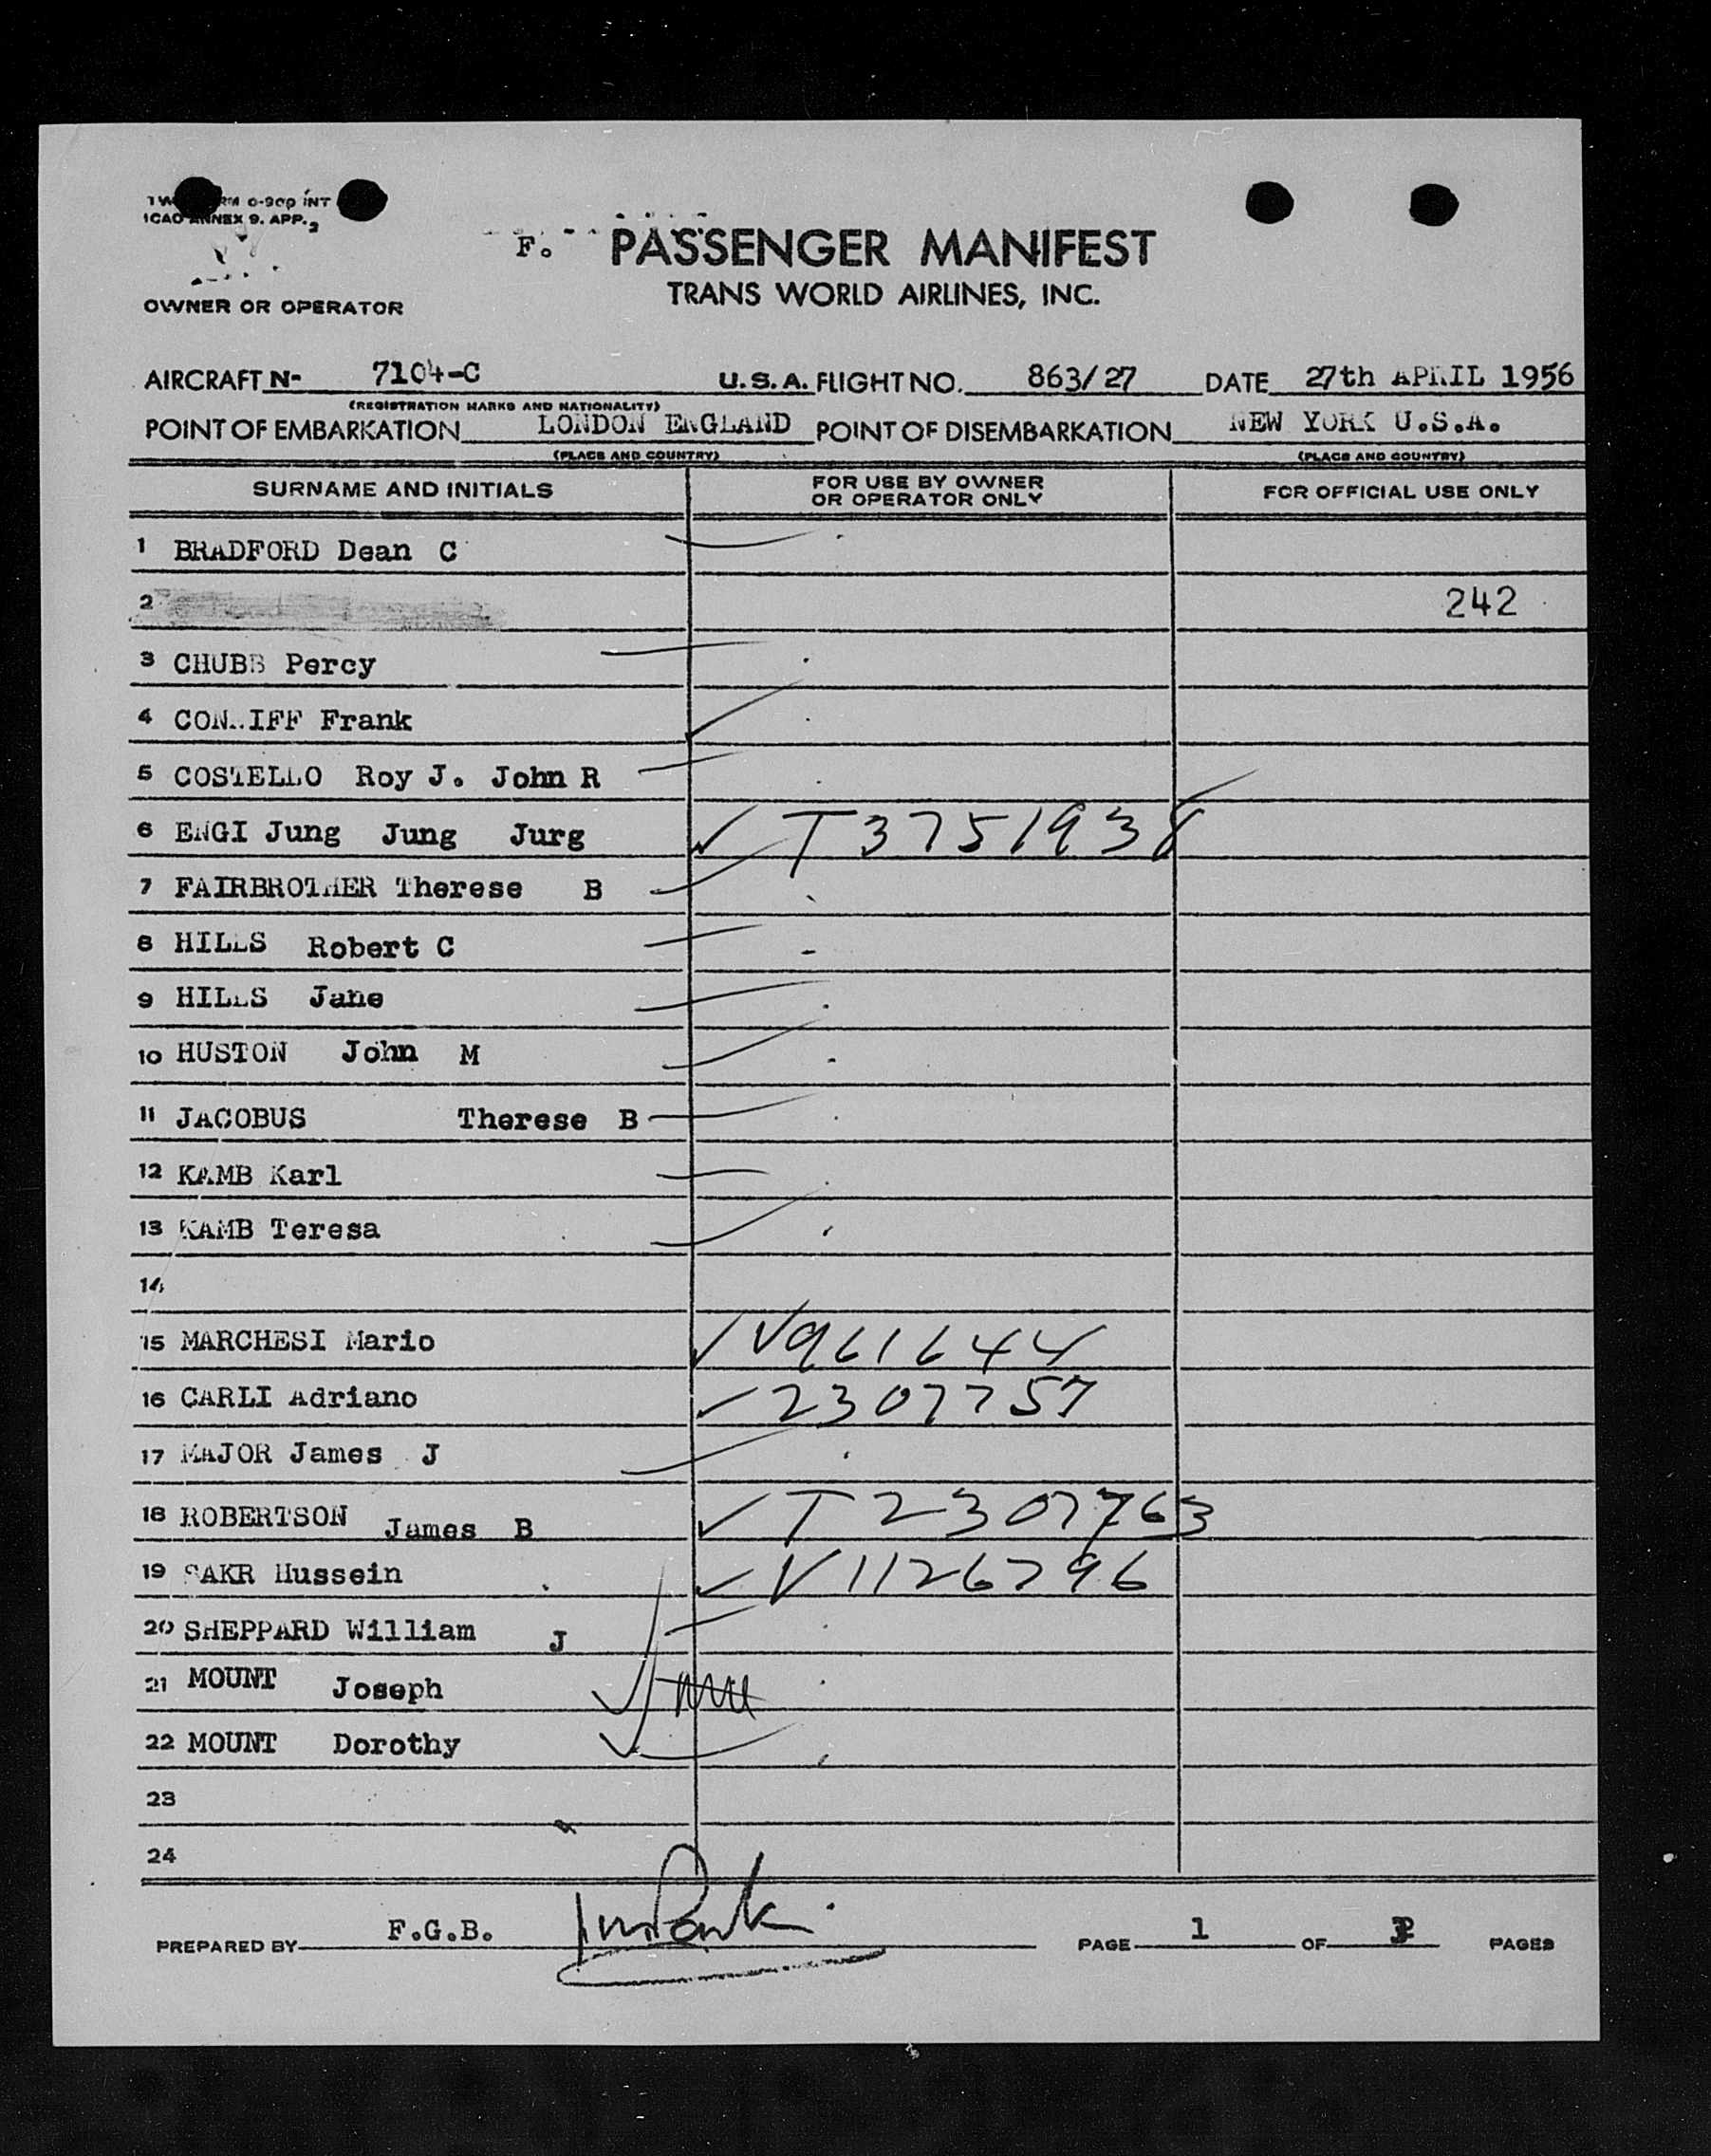 0-900 INT
ICAO ANNEX 9. APP. 2
F. PASSENGER MANIFEST
TRANS WORLD AIRLINES, INC.
OWNER OR OPERATOR
AIRCRAFT N- 7104-C U.S.A. FLIGHT NO. 863/27 DATE 27th APRIL 1956
(REGISTRATION MARKS AND NATIONALITY)
POINT OF EMBARKATION LONDON ENGLAND POINT OF DISEMBARKATION NEW YORK U.S.A.
(PLACE AND COUNTRY) (PLACE AND COUNTRY)
SURNAME AND INITIALS FOR USE BY OWNER OR OPERATOR ONLY FOR OFFICIAL USE ONLY
1 BRADFORD Dean C
2 242
3 CHUBB Percy
4 Frank
5 COSTELLO Roy J. John R
6 ENGI Jung Jung Jurg ✓ T3751938
7 FAIRBROTHER Therese B
8 HILLS Robert C
9 HILLS Jane
10 HUSTON John M
11 JACOBUS Therese B
12 KAMB Karl
13 KAMB Teresa
14
15 MARCHESI Mario ✓ V961644
16 CARLI Adriano ✓ 2307757
17 MAJOR James J
18 ROBERTSON James B ✓ T2307763
19 SAKR Hussein ✓ V1126796
20 SHEPPARD William J
21 MOUNT Joseph ✓
22 MOUNT Dorothy ✓
23
24
PREPARED BY F.G.B. PAGE 1 OF PAGES